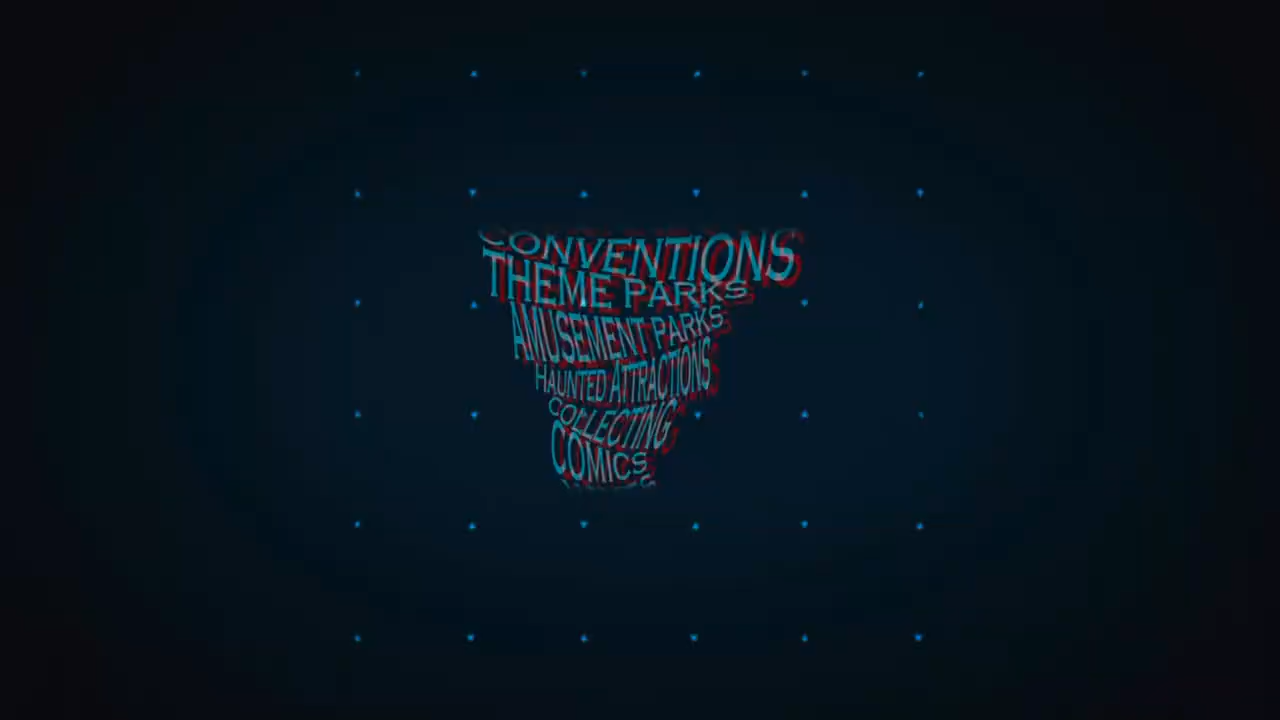 CONVENTIONS
THEME PARKS
AMUSEMENT PARKS
HAUNTED ATTRACTIONS
COLLECTING
COMICS